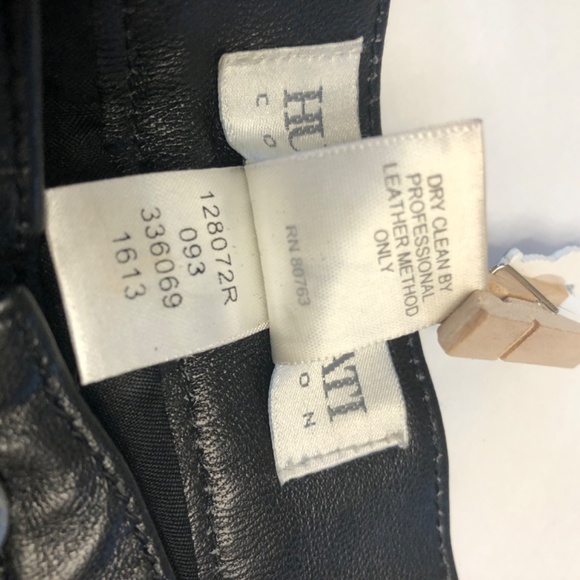 128072R
093
336069
1613
DRY CLEAN BY
PROFESSIONAL
LEATHER METHOD
ONLY
RN 80763